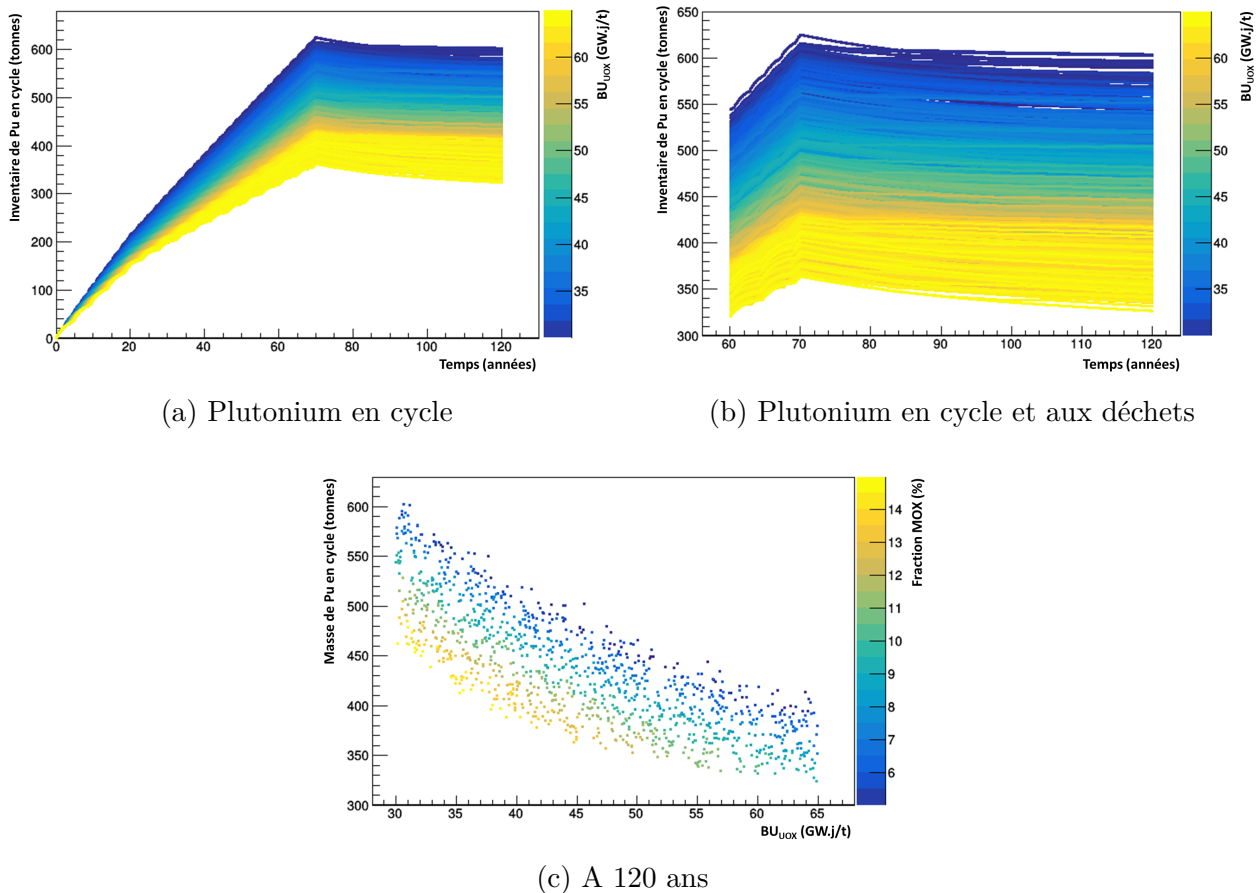 Inventaire de Pu en cycle (tonnes)
600
500
400
300
200
100
0
0 20 40 60 80 100 120
Temps (années)
60
55
50
45
40
35
BU_UOX (GW.j/t)
(a) Plutonium en cycle
Inventaire de Pu en cycle (tonnes)
650
600
550
500
450
400
350
300
60 70 80 90 100 110 120
Temps (années)
60
55
50
45
40
35
BU_UOX (GW.j/t)
(b) Plutonium en cycle et aux déchets
Masse de Pu en cycle (tonnes)
600
550
500
450
400
350
300
30 35 40 45 50 55 60 65
BU_UOX (GW.j/t)
14
13
12
11
10
9
8
7
6
Fraction MOX (%)
(c) A 120 ans